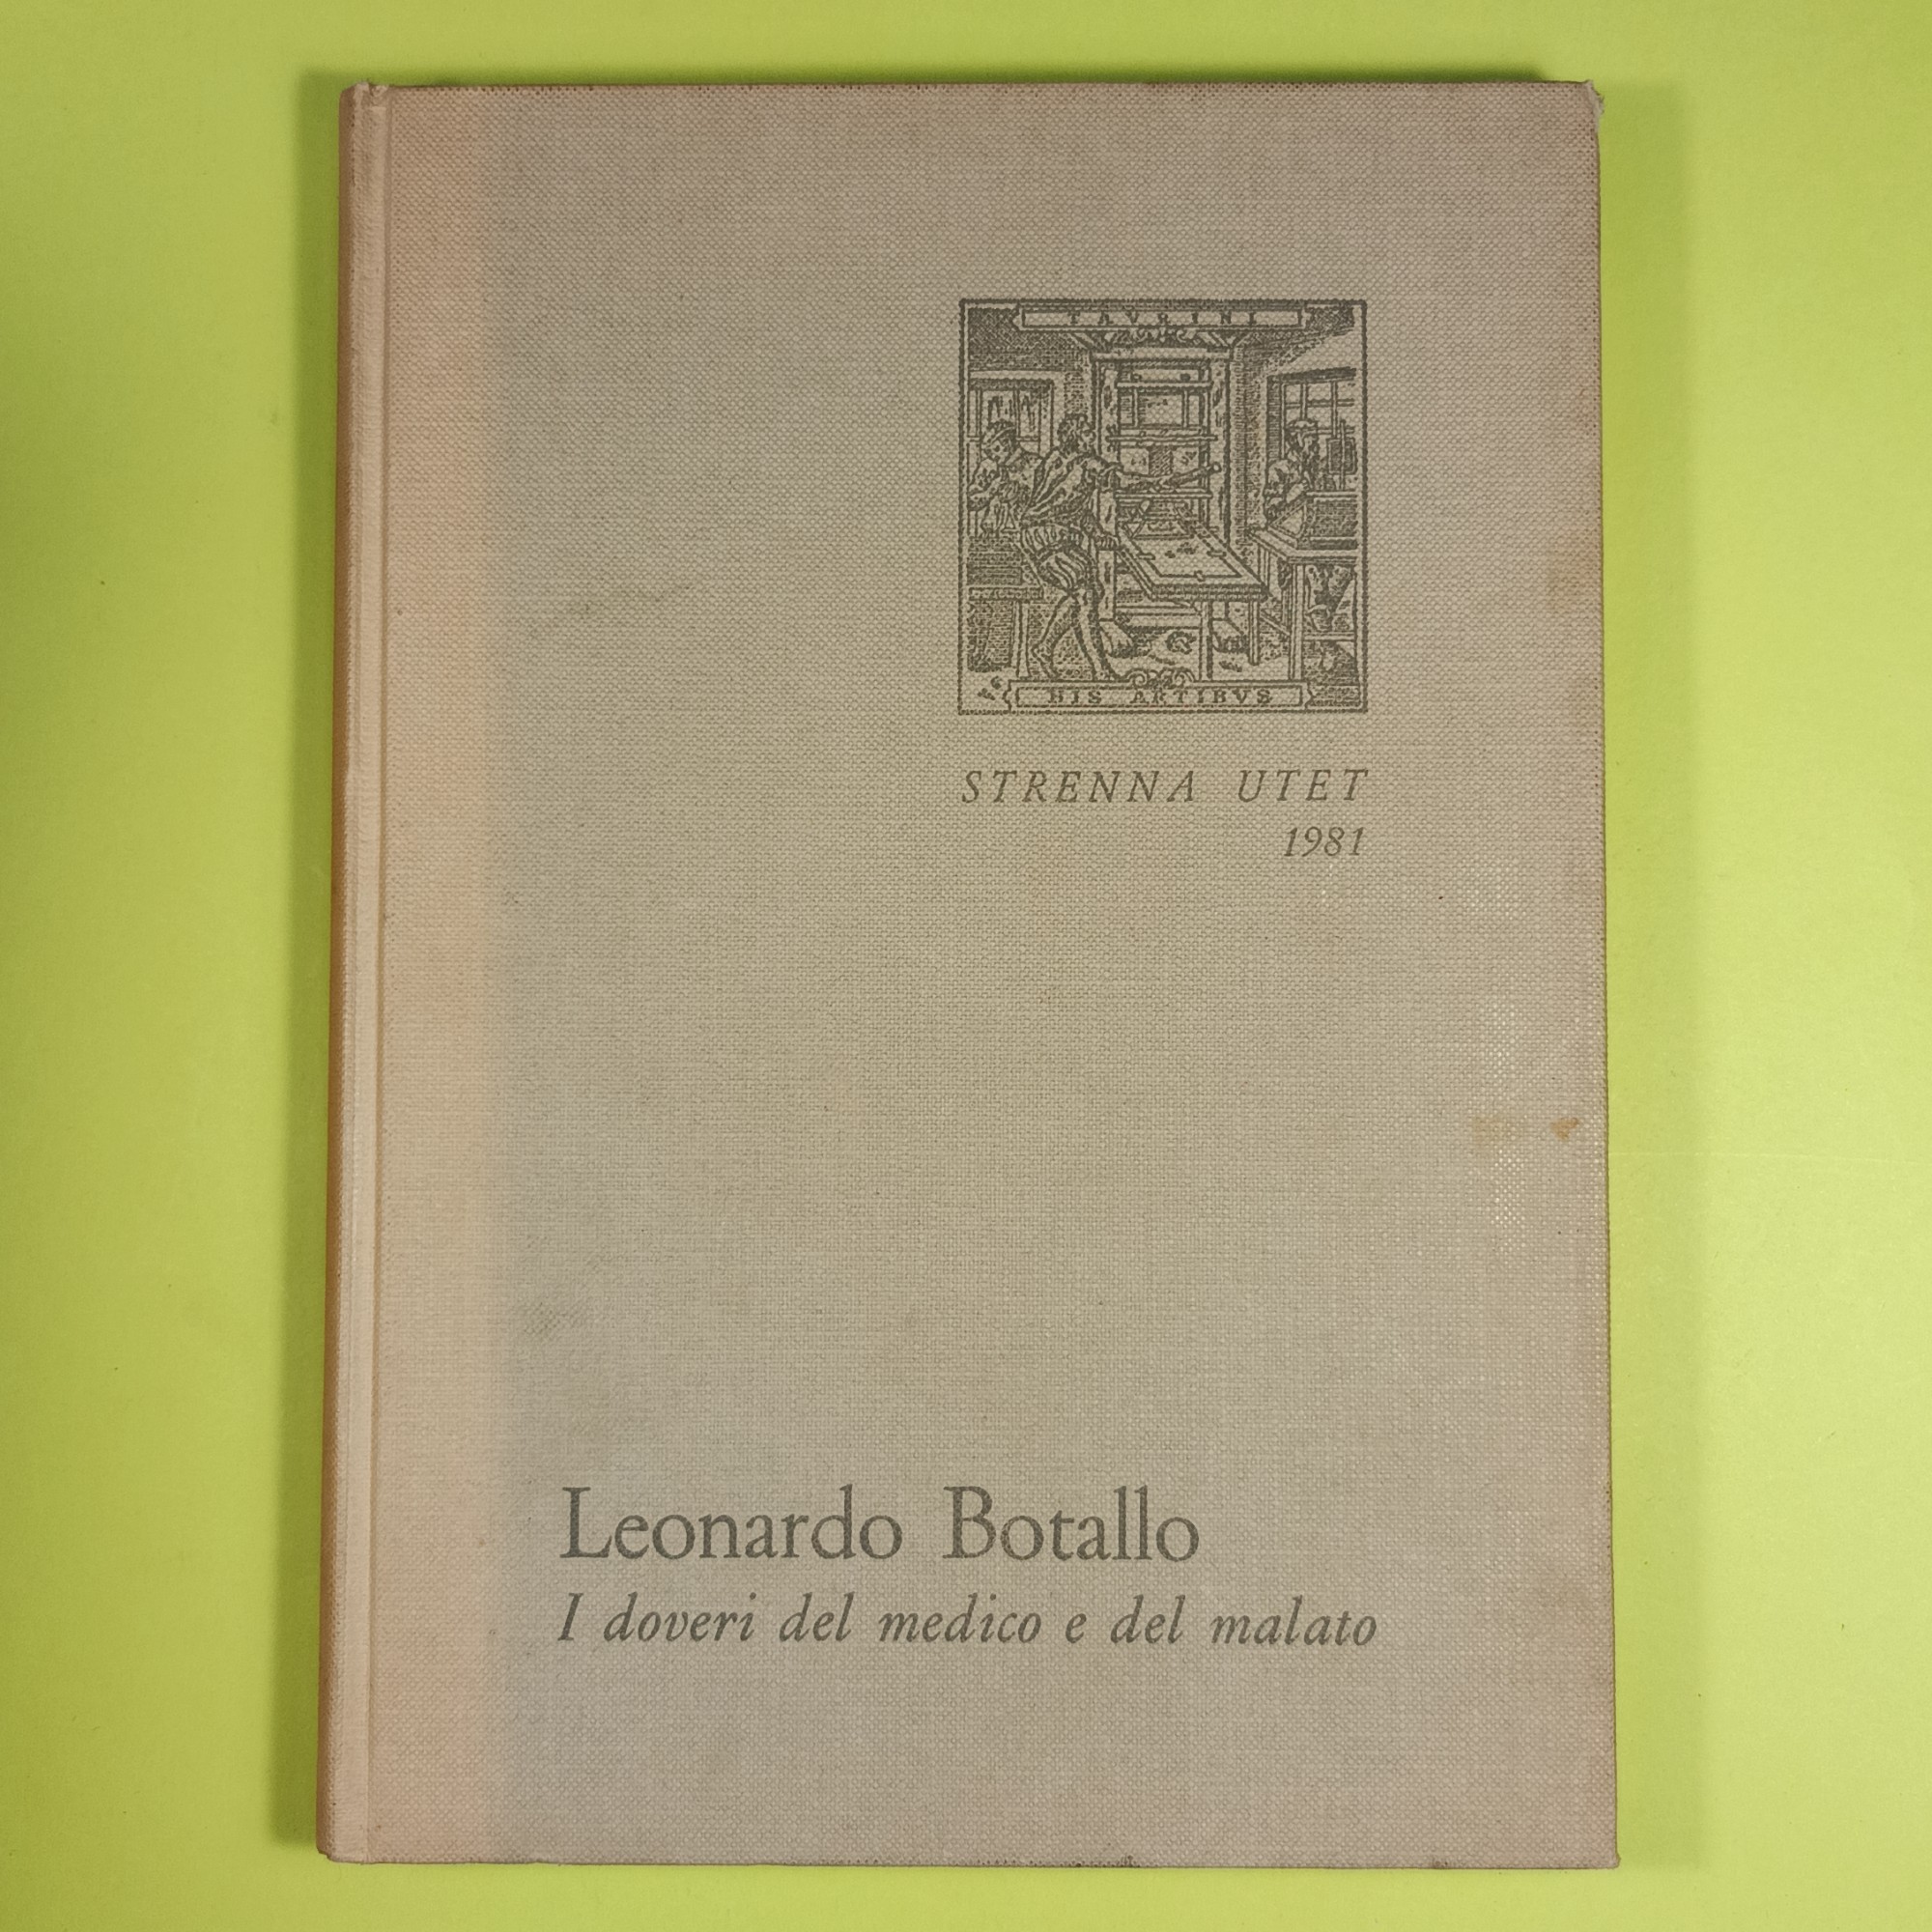 TAVRINI
HIS ARTIBVS
STRENNA UTET
1981
Leonardo Botallo
I doveri del medico e del malato